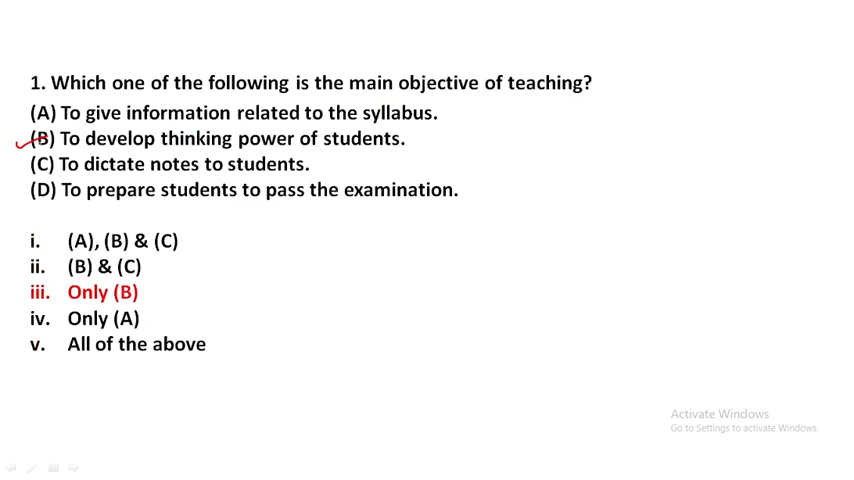 1. Which one of the following is the main objective of teaching?
(A) To give information related to the syllabus.
(B) To develop thinking power of students.
(C) To dictate notes to students.
(D) To prepare students to pass the examination.
i. (A), (B) & (C)
ii. (B) & (C)
iii. Only (B)
iv. Only (A)
v. All of the above
Activate Windows
Go to Settings to activate Windows.